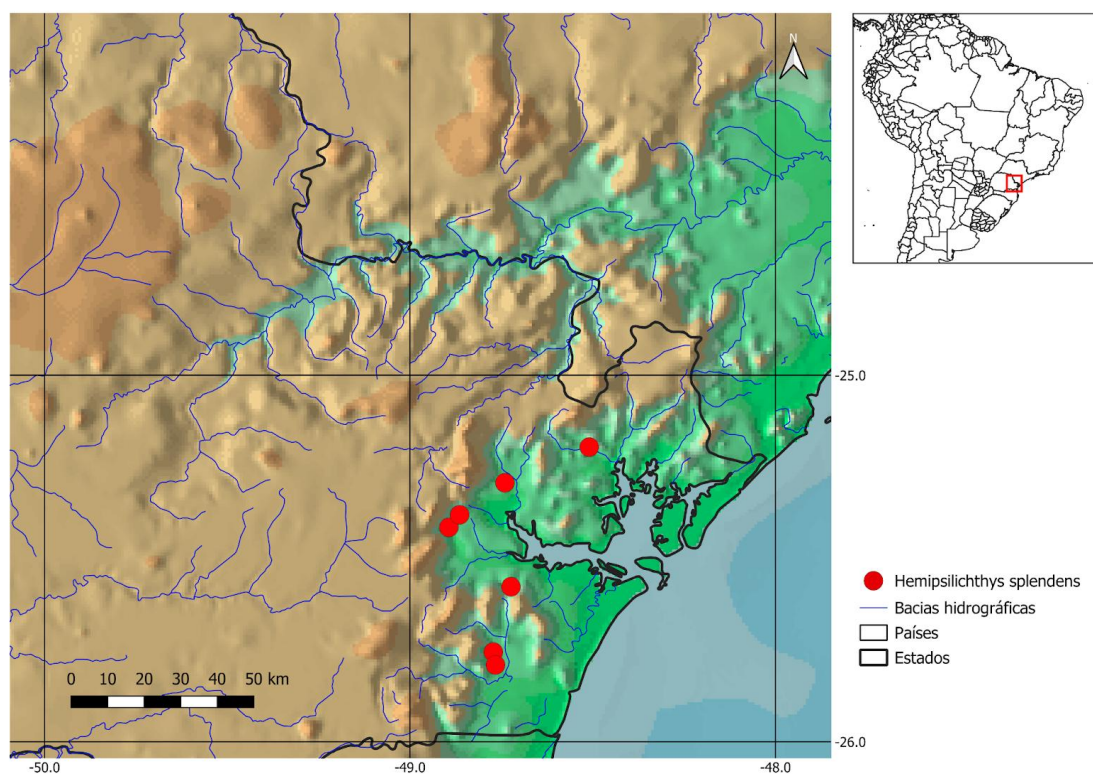 N
-25.0
Hemipsilichthys splendens
Bacias hidrográficas
Países
Estados
0 10 20 30 40 50 km
-26.0
-50.0 -49.0 -48.0